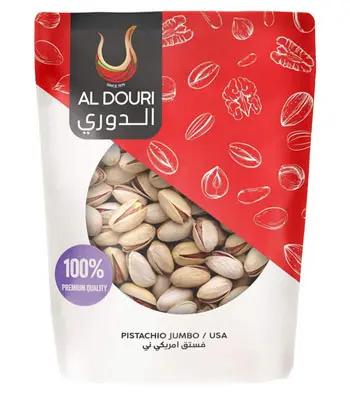 SINCE 1979
AL DOURI
الدوري
100%
PREMIUM QUALITY
PISTACHIO JUMBO / USA
فستق امريكي ني